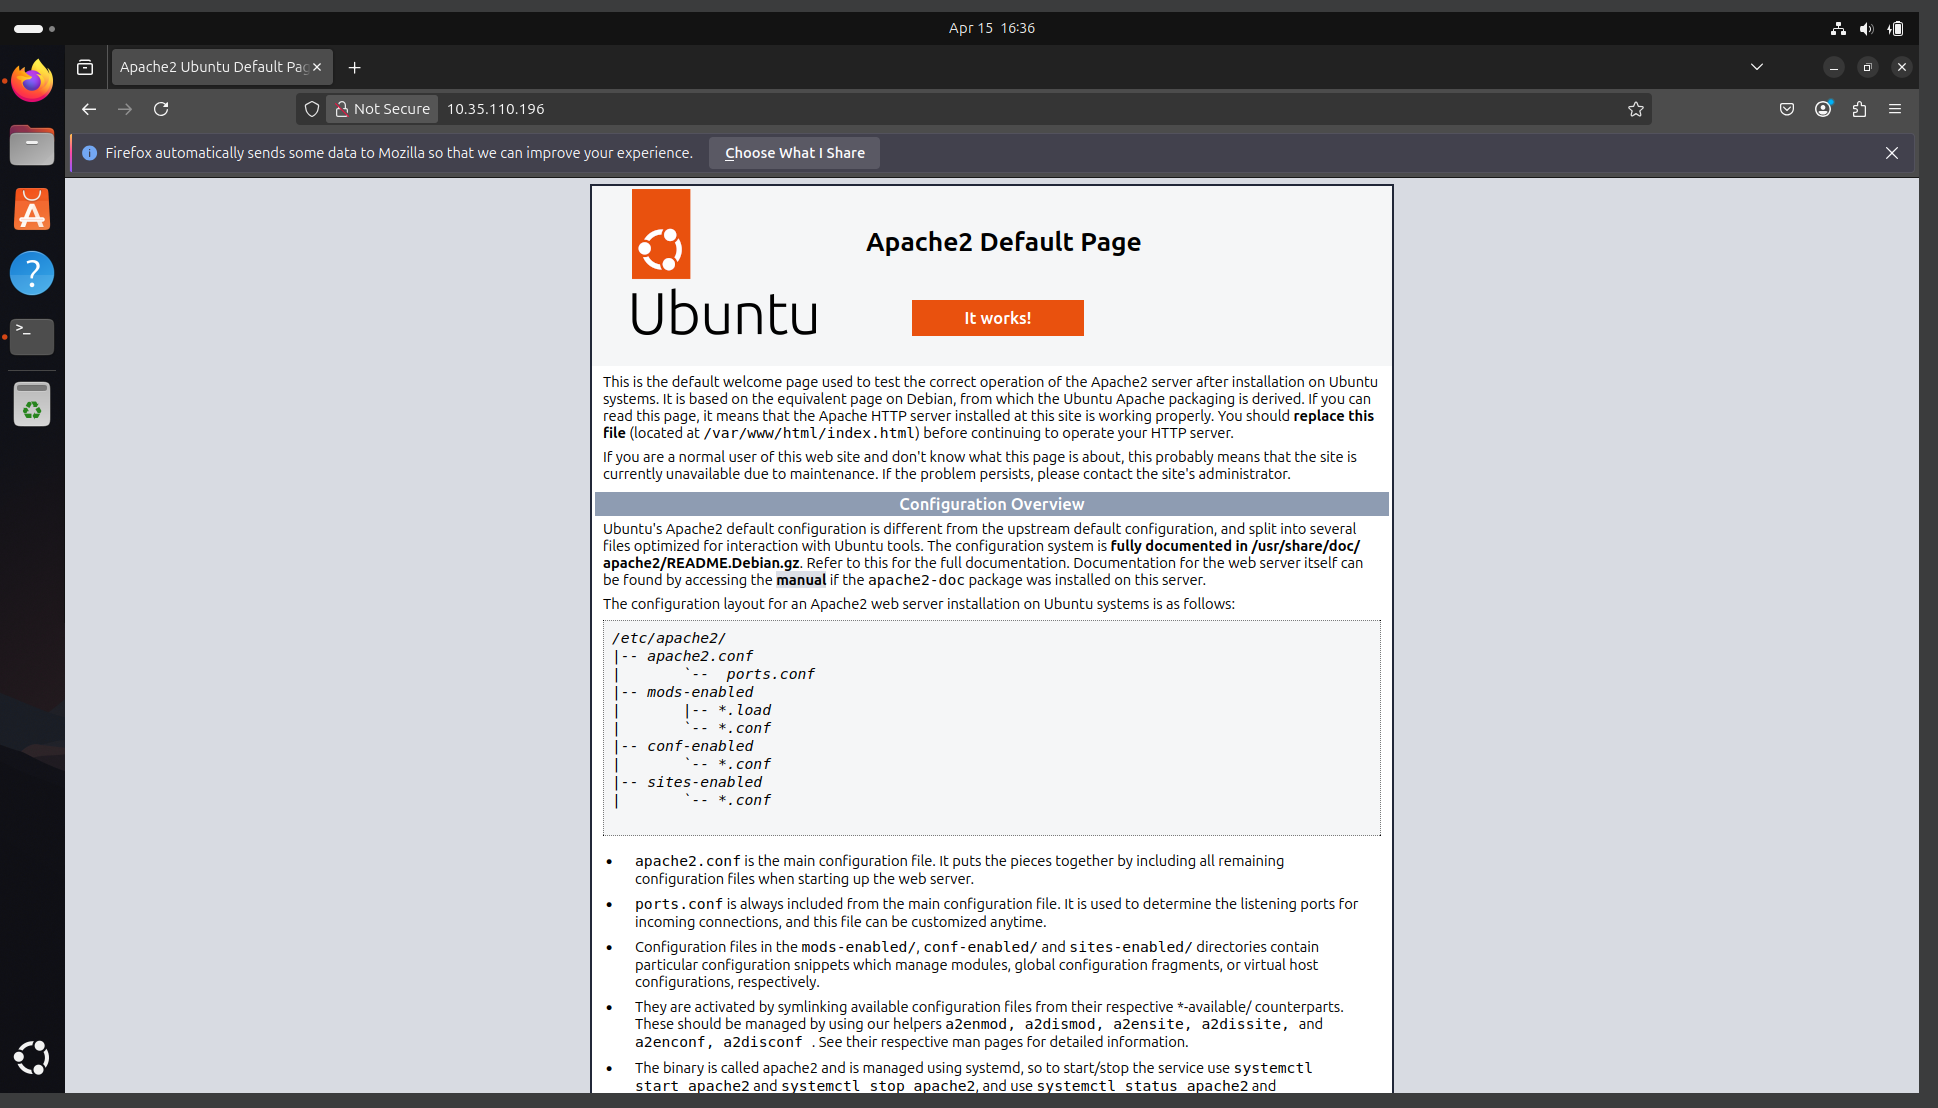 Apr 15 16:36
Apache2 Ubuntu Default Pag
Not Secure
10.35.110.196
Firefox automatically sends some data to Mozilla so that we can improve your experience.
Choose What I Share
Ubuntu
Apache2 Default Page
It works!
This is the default welcome page used to test the correct operation of the Apache2 server after installation on Ubuntu
systems. It is based on the equivalent page on Debian, from which the Ubuntu Apache packaging is derived. If you can
read this page, it means that the Apache HTTP server installed at this site is working properly. You should replace this
file (located at /var/www/html/index.html) before continuing to operate your HTTP server.
If you are a normal user of this web site and don't know what this page is about, this probably means that the site is
currently unavailable due to maintenance. If the problem persists, please contact the site's administrator.
Configuration Overview
Ubuntu's Apache2 default configuration is different from the upstream default configuration, and split into several
files optimized for interaction with Ubuntu tools. The configuration system is fully documented in /usr/share/doc/
apache2/README.Debian.gz. Refer to this for the full documentation. Documentation for the web server itself can
be found by accessing the manual if the apache2-doc package was installed on this server.
The configuration layout for an Apache2 web server installation on Ubuntu systems is as follows:
/etc/apache2/
|-- apache2.conf
|       `--  ports.conf
|-- mods-enabled
|       |-- *.load
|       `-- *.conf
|-- conf-enabled
|       `-- *.conf
|-- sites-enabled
|       `-- *.conf
• apache2.conf is the main configuration file. It puts the pieces together by including all remaining
configuration files when starting up the web server.
• ports.conf is always included from the main configuration file. It is used to determine the listening ports for
incoming connections, and this file can be customized anytime.
• Configuration files in the mods-enabled/, conf-enabled/ and sites-enabled/ directories contain
particular configuration snippets which manage modules, global configuration fragments, or virtual host
configurations, respectively.
• They are activated by symlinking available configuration files from their respective *-available/ counterparts.
These should be managed by using our helpers a2enmod, a2dismod, a2ensite, a2dissite, and
a2enconf, a2disconf . See their respective man pages for detailed information.
• The binary is called apache2 and is managed using systemd, so to start/stop the service use systemctl
start apache2 and systemctl stop apache2, and use systemctl status apache2 and